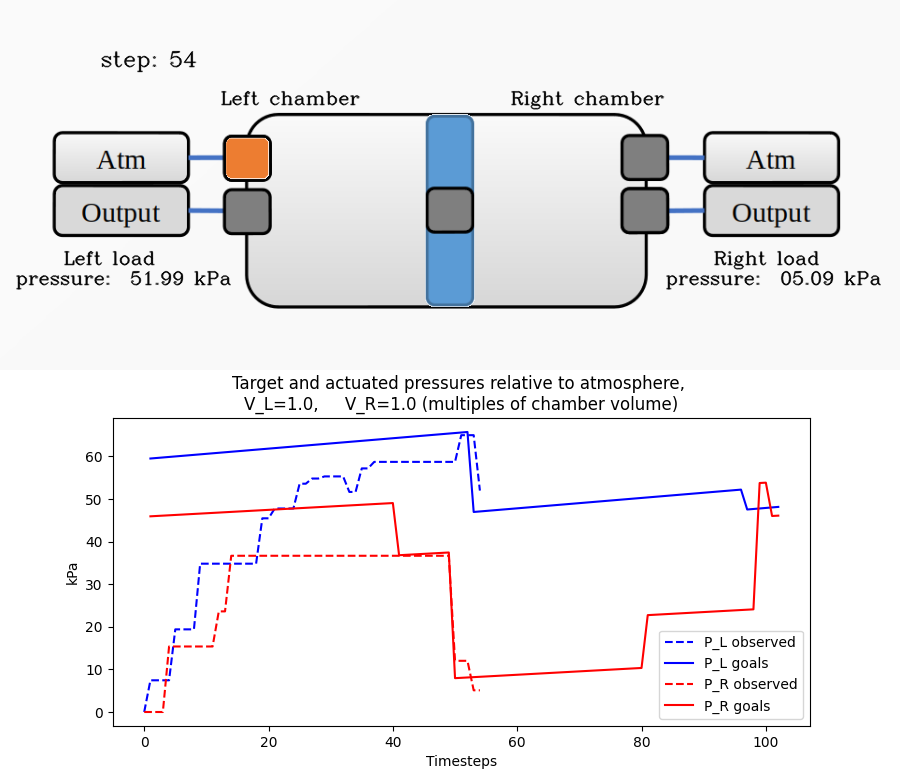 step: 54
Left chamber
Right chamber
Atm
Atm
Output
Output
Left load
pressure: 51.99 kPa
Right load
pressure: 05.09 kPa
Target and actuated pressures relative to atmosphere,
V_L=1.0, V_R=1.0 (multiples of chamber volume)
kPa
60
50
40
30
20
10
0
0 20 40 60 80 100
Timesteps
P_L observed
P_L goals
P_R observed
P_R goals